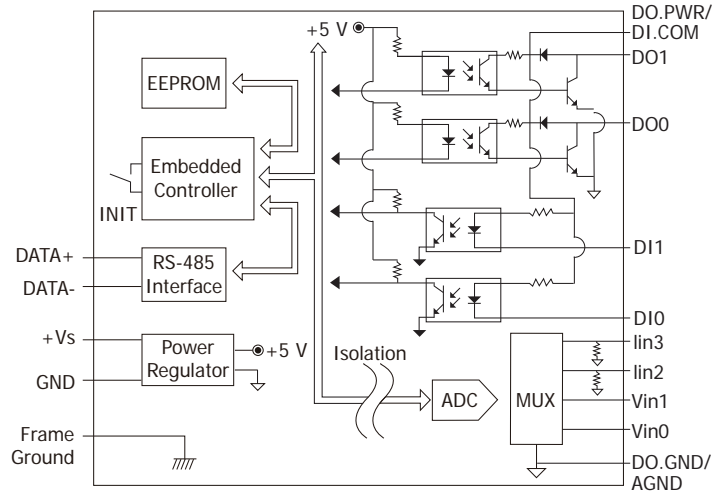 DO.PWR/
DI.COM
+5 V
DO1
EEPROM
DO0
Embedded
Controller
INIT
DATA+
RS-485
DI1
DATA-
Interface
DI0
+Vs
Power
+5 V
Isolation
Iin3
Regulator
GND
ADC
MUX
Iin2
Vin1
Vin0
Frame
Ground
DO.GND/
AGND